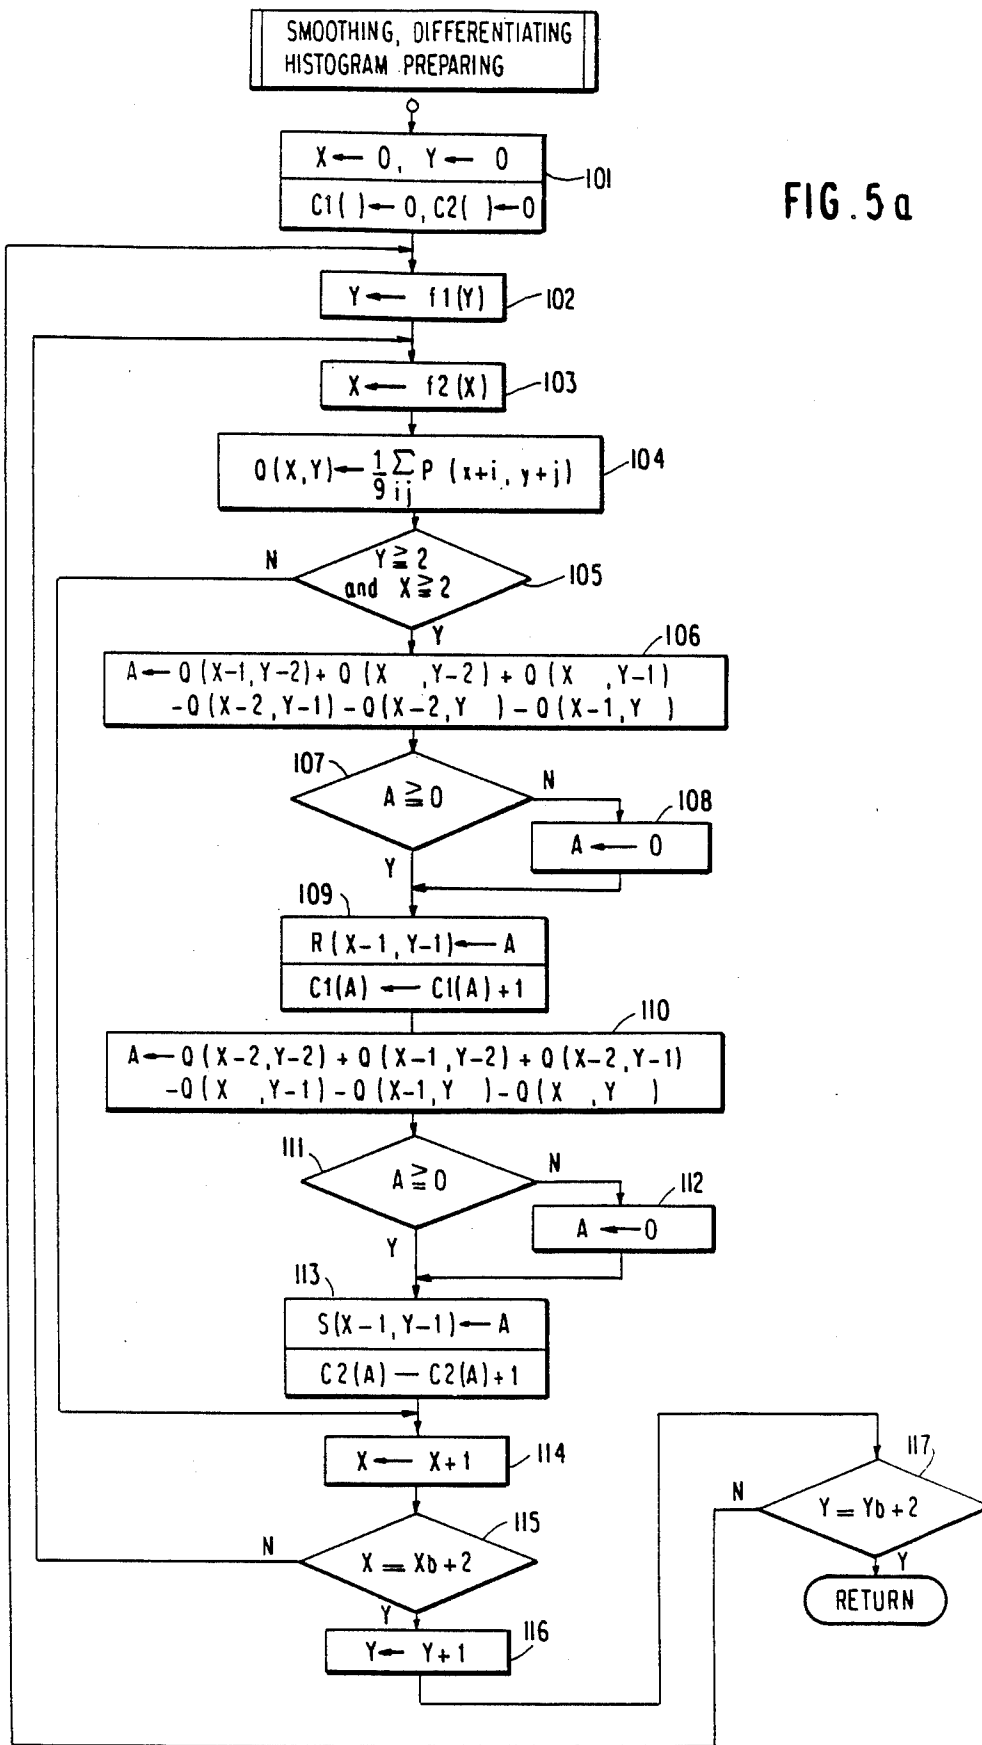 SMOOTHING, DIFFERENTIATING
HISTOGRAM PREPARING
FIG. 5a
X ← 0, Y ← 0
C1( ) ← 0, C2( ) ← 0
101
Y ← f1(Y)
102
X ← f2(X)
103
Q(X,Y) ← 1/9 Σ ij P (x+i, y+j)
104
Y ≧ 2
and X ≧ 2
N
105
Y
106
A ← Q(X-1,Y-2) + Q(X ,Y-2) + Q(X ,Y-1)
-Q(X-2,Y-1) - Q(X-2,Y ) - Q(X-1,Y )
107
A ≧ 0
N
108
A ← 0
Y
109
R(X-1,Y-1) ← A
C1(A) ← C1(A)+1
110
A ← Q(X-2,Y-2) + Q(X-1,Y-2) + Q(X-2,Y-1)
-Q(X ,Y-1) - Q(X-1,Y ) - Q(X ,Y )
111
A ≧ 0
N
112
A ← 0
Y
113
S(X-1,Y-1) ← A
C2(A) — C2(A)+1
X ← X+1
114
X = Xb+2
N
115
Y
Y ← Y+1
116
117
N
Y = Yb+2
Y
RETURN